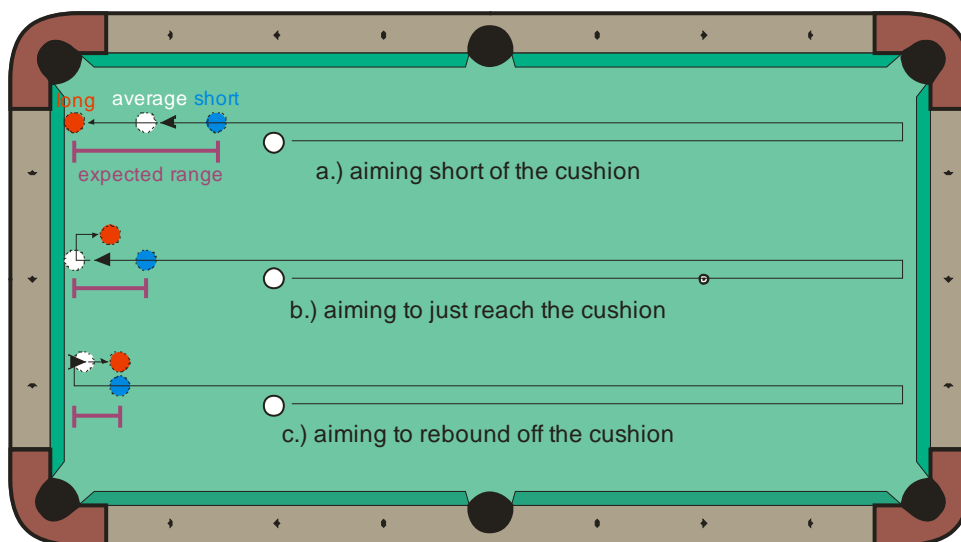 long average short
expected range
a.) aiming short of the cushion
b.) aiming to just reach the cushion
c.) aiming to rebound off the cushion